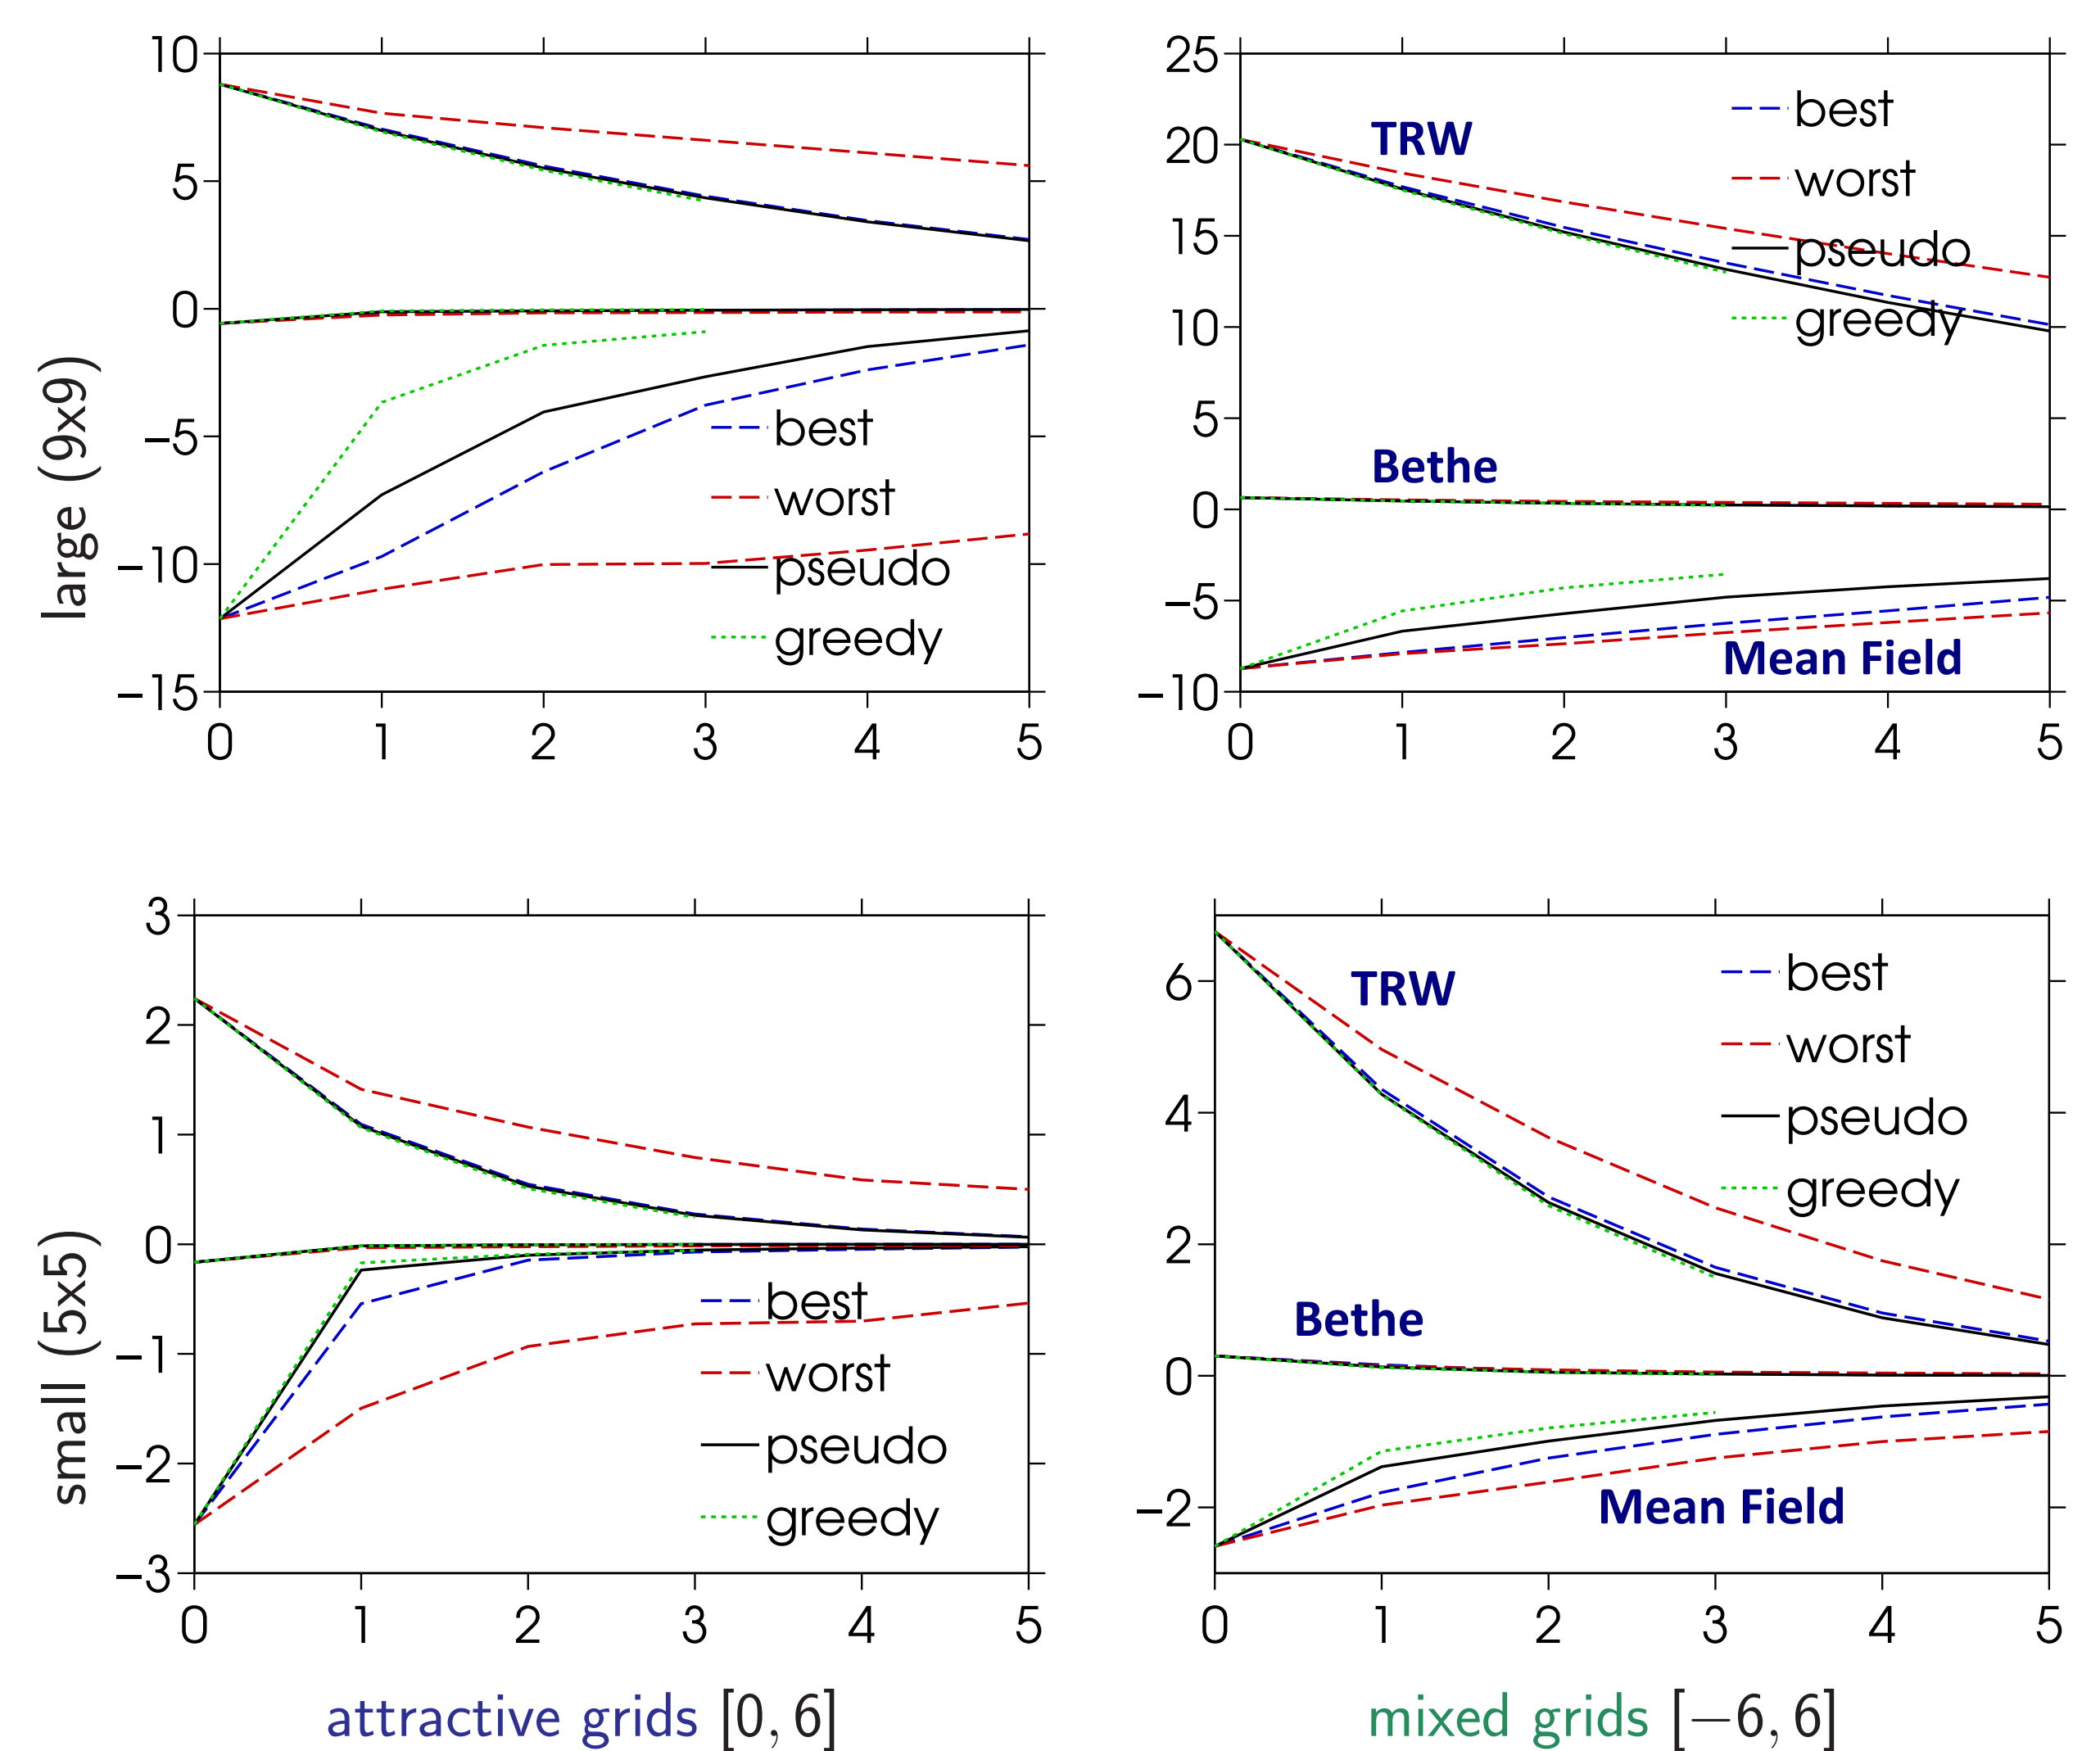 large (9x9)
10
5
0
−5
−10
−15
best
worst
pseudo
greedy
0 1 2 3 4 5
25
20
15
10
5
0
−5
−10
TRW
Bethe
Mean Field
best
worst
pseudo
greedy
0 1 2 3 4 5
small (5x5)
3
2
1
0
−1
−2
−3
best
worst
pseudo
greedy
0 1 2 3 4 5
attractive grids [0, 6]
6
4
2
0
−2
TRW
Bethe
Mean Field
best
worst
pseudo
greedy
0 1 2 3 4 5
mixed grids [−6, 6]